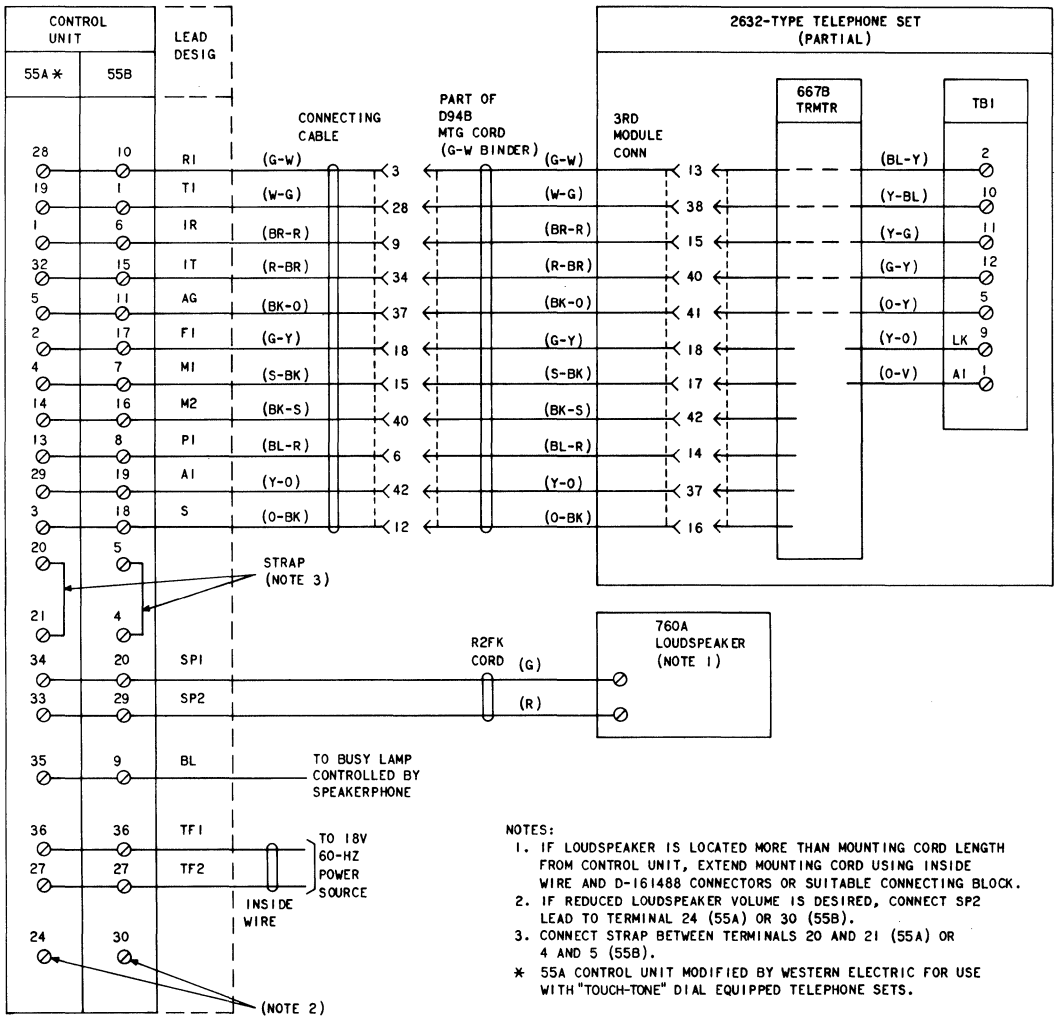 CONTROL UNIT
LEAD DESIG
55A * 55B
CONNECTING CABLE
PART OF D94B MTG CORD (G-W BINDER)
3RD MODULE CONN
2632-TYPE TELEPHONE SET (PARTIAL)
667B TRMTR
TB1
28 10 R1 (G-W) 3 (G-W) 13 (BL-Y) 2
19 1 T1 (W-G) 28 (W-G) 38 (Y-BL) 10
1 6 1R (BR-R) 9 (BR-R) 15 (Y-G) 11
32 15 1T (R-BR) 34 (R-BR) 40 (G-Y) 12
5 11 AG (BK-O) 37 (BK-O) 41 (O-Y) 5
2 17 F1 (G-Y) 18 (G-Y) 18 (Y-O) LK 9
4 7 M1 (S-BK) 15 (S-BK) 17 (O-V) A1 1
14 16 M2 (BK-S) 40 (BK-S) 42
13 8 P1 (BL-R) 6 (BL-R) 14
29 19 A1 (Y-O) 42 (Y-O) 37
3 18 S (O-BK) 12 (O-BK) 16
20 5
STRAP (NOTE 3)
21 4
34 20 SP1 R2FK CORD (G)
33 29 SP2 (R)
760A LOUDSPEAKER (NOTE 1)
35 9 BL TO BUSY LAMP CONTROLLED BY SPEAKERPHONE
36 36 TF1
27 27 TF2
TO 18V 60-HZ POWER SOURCE
INSIDE WIRE
24 30
(NOTE 2)
NOTES:
1. IF LOUDSPEAKER IS LOCATED MORE THAN MOUNTING CORD LENGTH
FROM CONTROL UNIT, EXTEND MOUNTING CORD USING INSIDE
WIRE AND D-161488 CONNECTORS OR SUITABLE CONNECTING BLOCK.
2. IF REDUCED LOUDSPEAKER VOLUME IS DESIRED, CONNECT SP2
LEAD TO TERMINAL 24 (55A) OR 30 (55B).
3. CONNECT STRAP BETWEEN TERMINALS 20 AND 21 (55A) OR
4 AND 5 (55B).
* 55A CONTROL UNIT MODIFIED BY WESTERN ELECTRIC FOR USE
WITH "TOUCH-TONE" DIAL EQUIPPED TELEPHONE SETS.